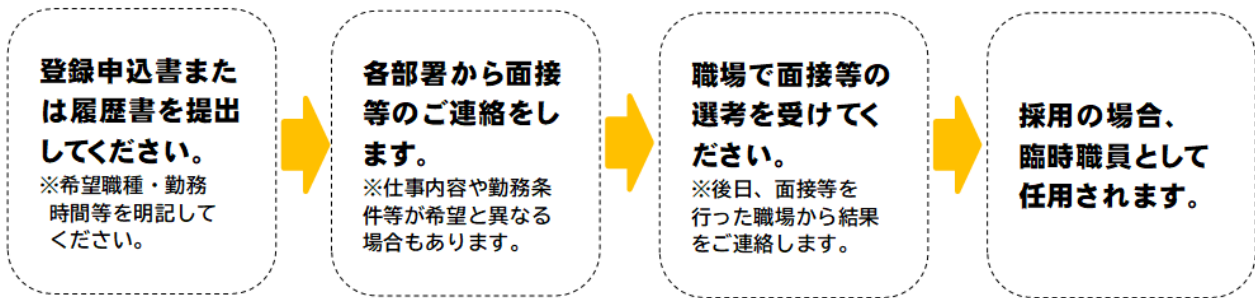 登録申込書また
は履歴書を提出
してください。
※希望職種・勤務
時間等を明記して
ください。
各部署から面接
等のご連絡をし
ます。
※仕事内容や勤務条
件等が希望と異なる
場合もあります。
職場で面接等の
選考を受けてく
ださい。
※後日、面接等を
行った職場から結果
をご連絡します。
採用の場合、
臨時職員として
任用されます。